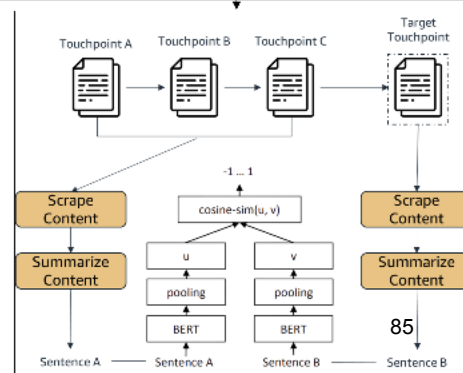 Target
Touchpoint
Touchpoint A
Touchpoint B
Touchpoint C
-1 ... 1
Scrape
Content
cosine-sim(u, v)
Scrape
Content
Summarize
Content
u
v
Summarize
Content
pooling
pooling
BERT
BERT
85
Sentence A
Sentence A
Sentence B
Sentence B